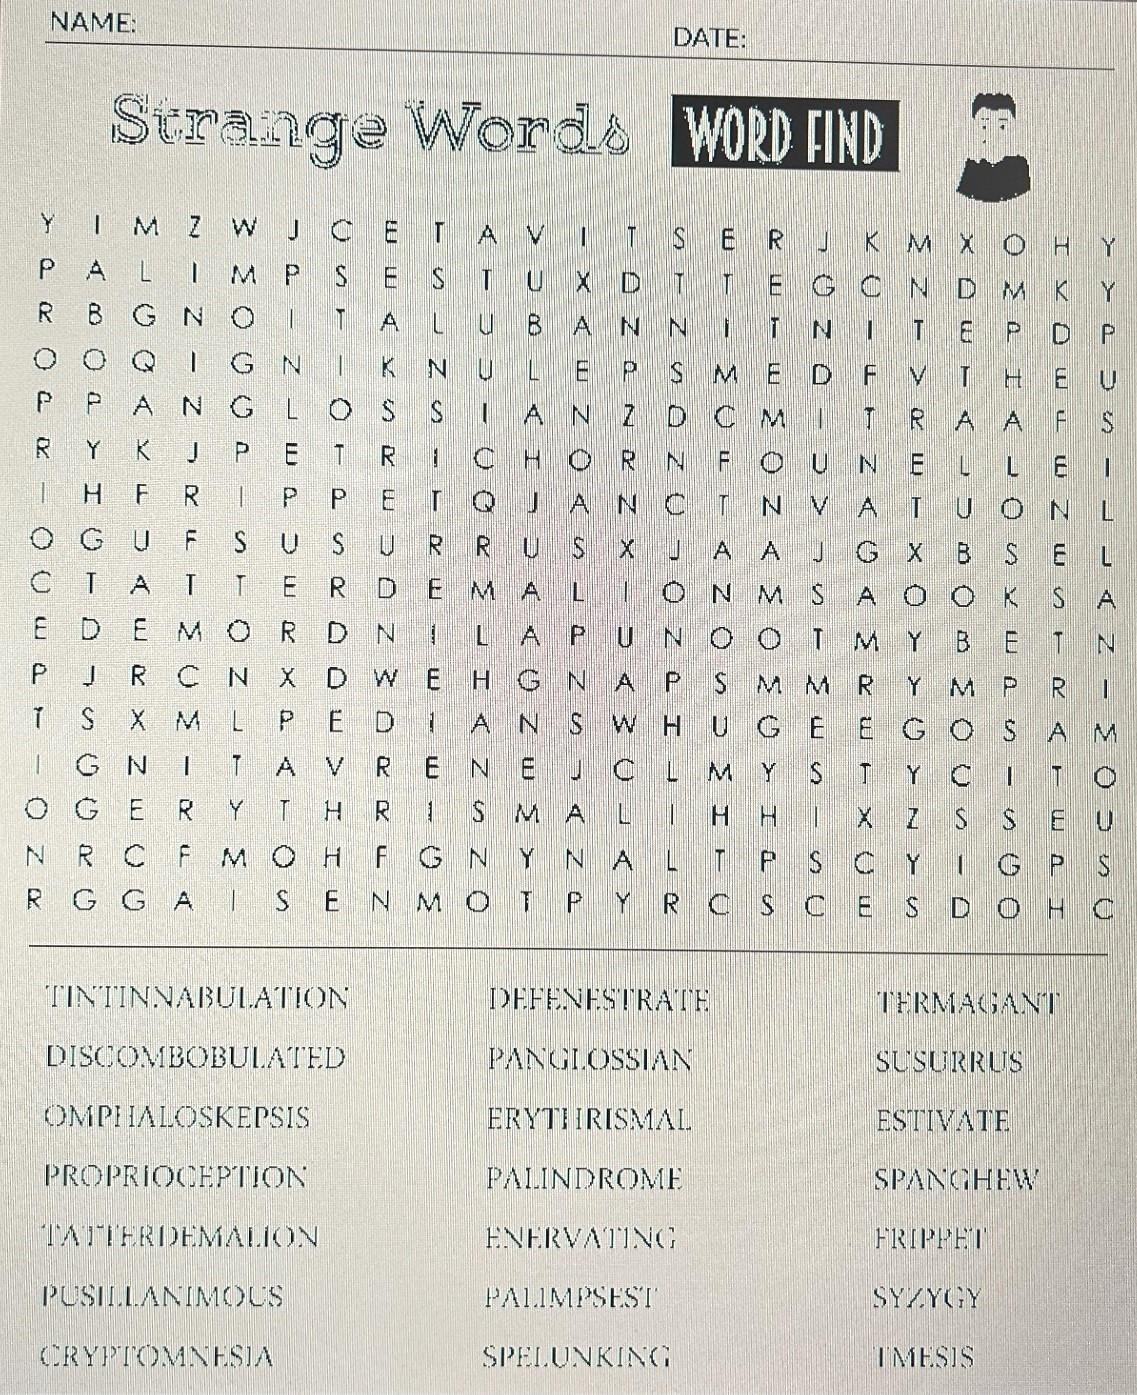 NAME:
DATE:
Strange Words WORD FIND
Y I M Z W J C E T A V I T S E R J K M X O H Y
P A L I M P S E S T U X D T T E G C N D M K Y
R B G N O I T A L U B A N N I T N I T E P D P
O O Q I G N I K N U L E P S M E D F V T H E U
P P A N G L O S S I A N Z D C M I T R A A F S
R Y K J P E T R I C H O R N F O U N E L L E I
I H F R I P P E T Q J A N C T N V A T U O N L
O G U F S U S U R R U S X J A A J G X B S E L
C T A T T E R D E M A L I O N M S A O O K S A
E D E M O R D N I L A P U N O O T M Y B E T N
P J R C N X D W E H G N A P S M M R Y M P R I
T S X M L P E D I A N S W H U G E E G O S A M
I G N I T A V R E N E J C L M Y S T Y C I T O
O G E R Y T H R I S M A L I H H I X Z S S E U
N R C F M O H F G N Y N A L T P S C Y I G P S
R G G A I S E N M O T P Y R C S C E S D O H C
TINTINNABULATION DEFENESTRATE TERMAGANT
DISCOMBOBULATED PANGLOSSIAN SUSURRUS
OMPHALOSKEPSIS ERYTHRISMAL ESTIVATE
PROPRIOCEPTION PALINDROME SPANGHEW
TATTERDEMALION ENERVATING FRIPPET
PUSILLANIMOUS PALIMPSEST SYZYGY
CRYPTOMNESIA SPELUNKING TMESIS